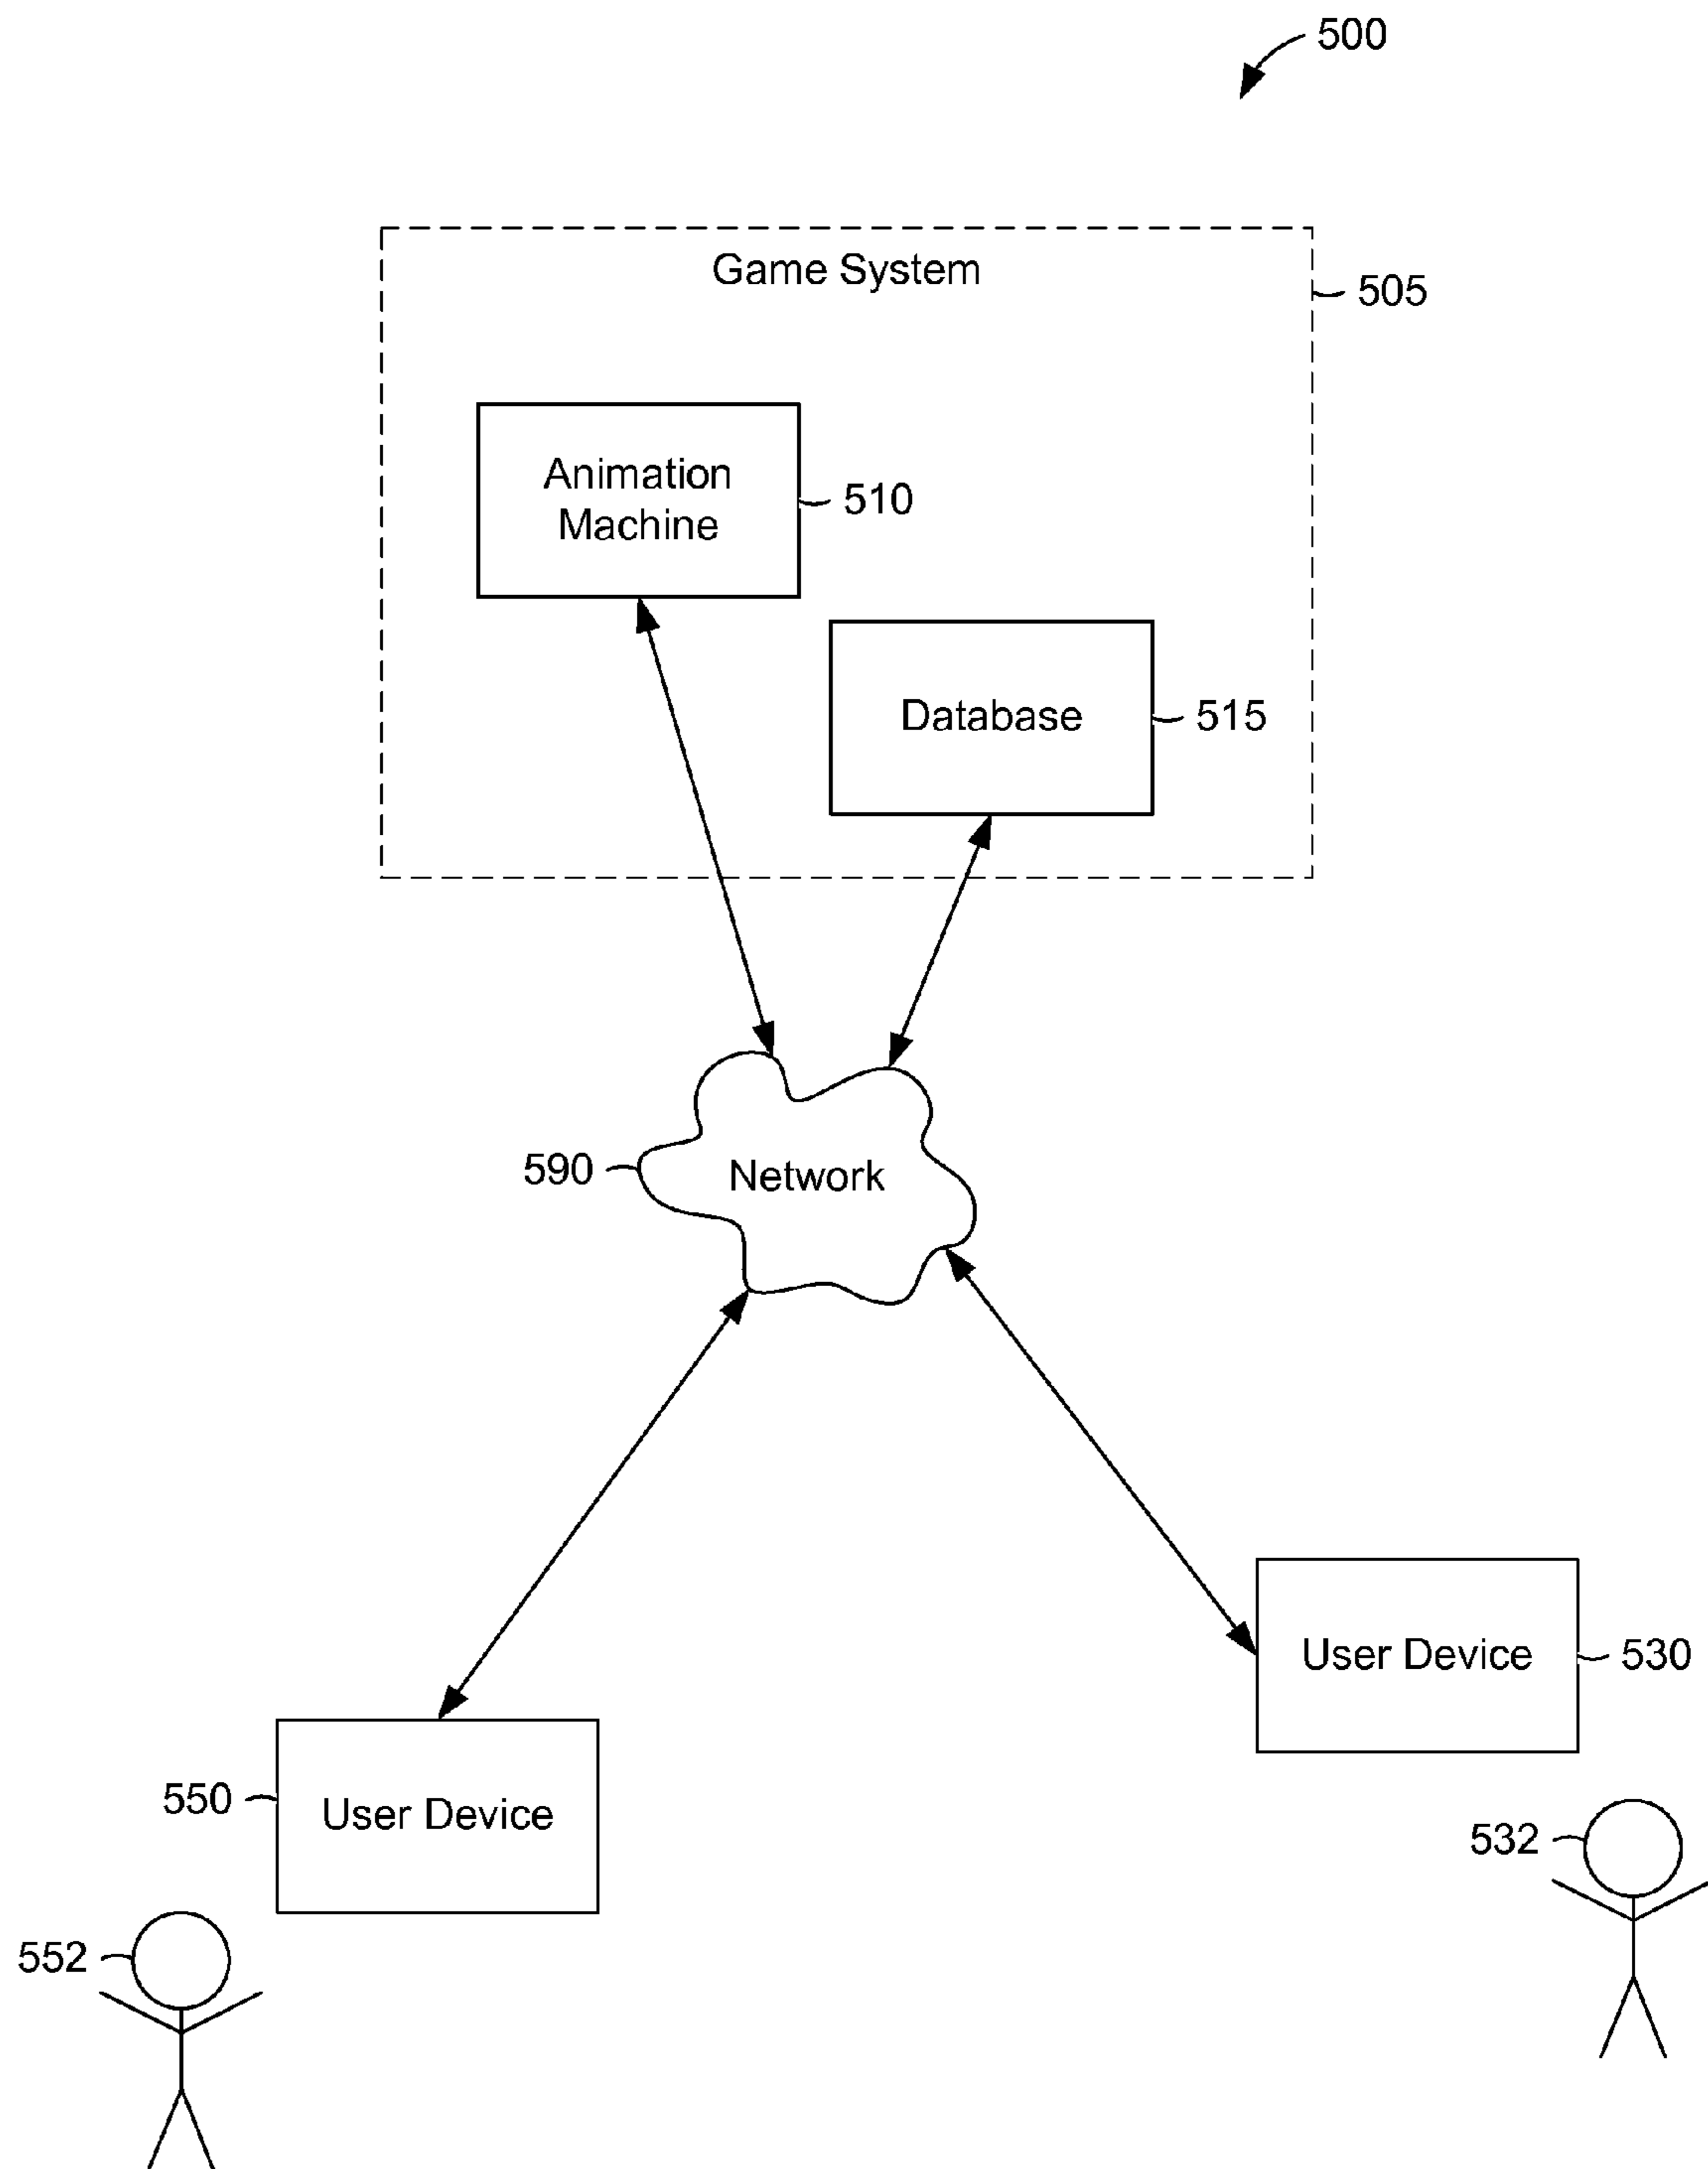 500
Game System
505
Animation
Machine
510
Database
515
590
Network
User Device
530
550
User Device
532
552